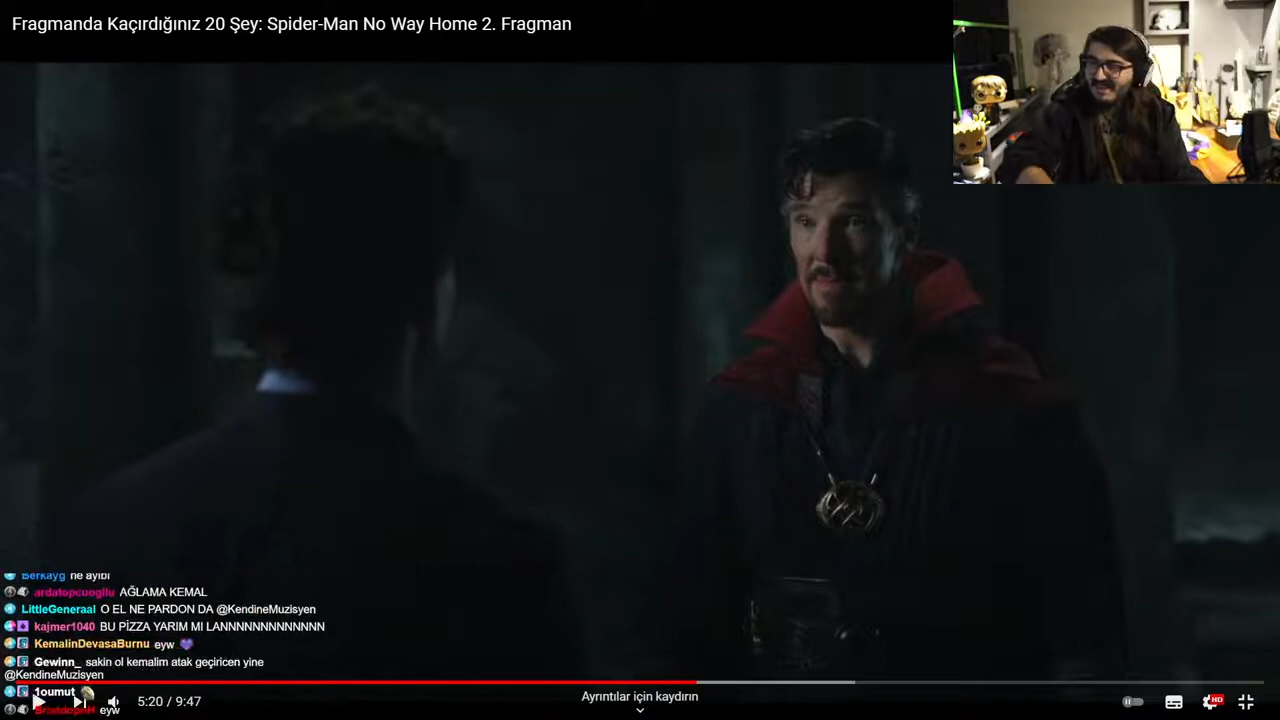 Fragmanda Kaçırdığınız 20 Şey: Spider-Man No Way Home 2. Fragman
Berkayg ne ayıbı
ardatopcuogllu AĞLAMA KEMAL
LittleGeneraal O EL NE PARDON DA @KendineMuzisyen
kajmer1040 BU PİZZA YARIM MI LANNNNNNNNNNNNN
KemalinDevasaBurnu eyw
Gewinn_ sakin ol kemalim atak geçiricen yine
@KendineMuzisyen
1oumut
eyw
5:20 / 9:47
Ayrıntılar için kaydırın
HD